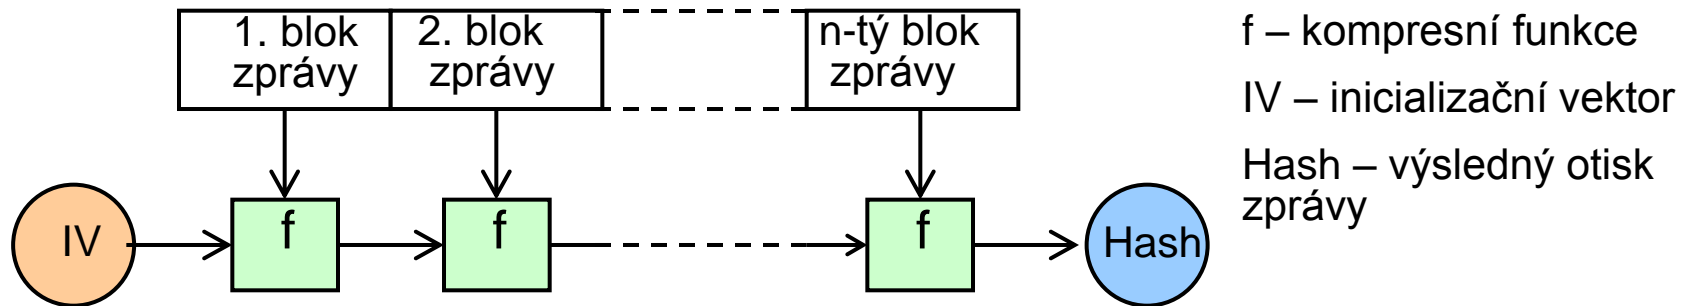 1. blok
zprávy
2. blok
zprávy
n-tý blok
zprávy
IV
f
f
f
Hash
f – kompresní funkce
IV – inicializační vektor
Hash – výsledný otisk
zprávy